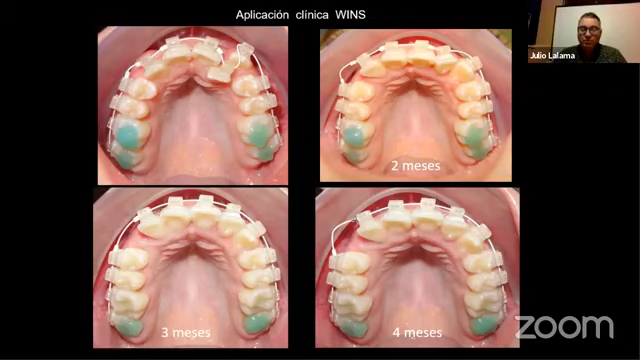 Aplicación clínica WINS
Julio Lalama
2 meses
3 meses
4 meses
zoom